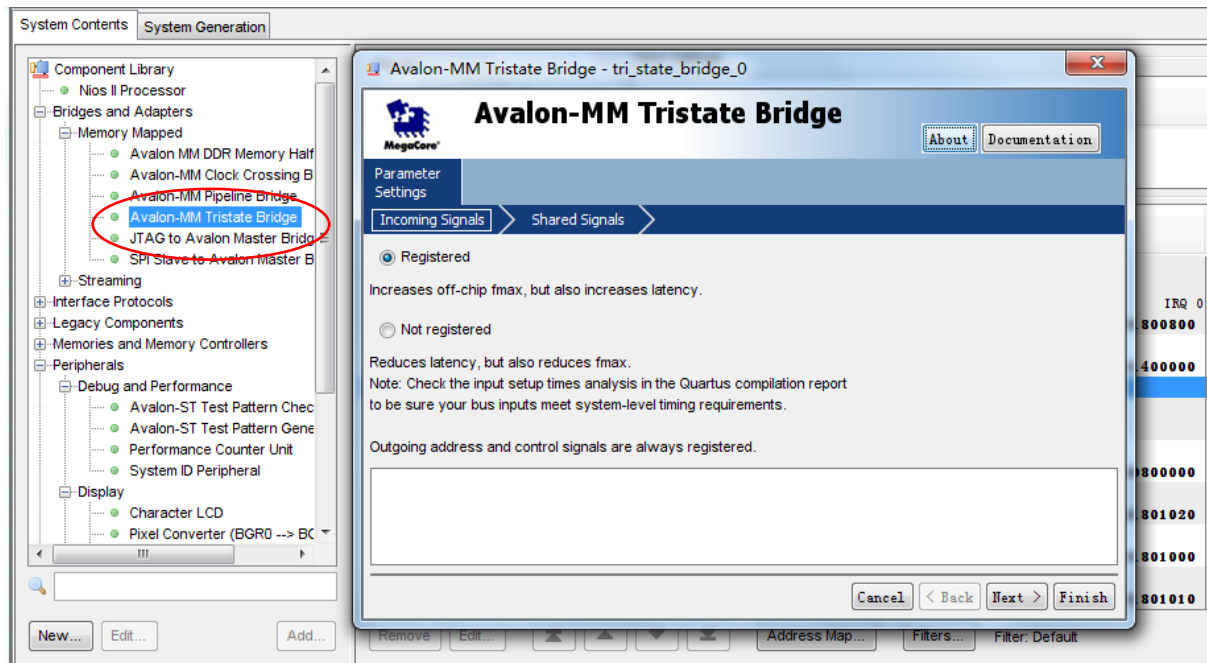 System Contents
System Generation
Component Library
Nios II Processor
Bridges and Adapters
Memory Mapped
Avalon MM DDR Memory Half
Avalon-MM Clock Crossing B
Avalon-MM Pipeline Bridge
Avalon-MM Tristate Bridge
JTAG to Avalon Master Bridg
SPI Slave to Avalon Master B
Streaming
Interface Protocols
Legacy Components
Memories and Memory Controllers
Peripherals
Debug and Performance
Avalon-ST Test Pattern Chec
Avalon-ST Test Pattern Gene
Performance Counter Unit
System ID Peripheral
Display
Character LCD
Pixel Converter (BGR0 --> BC
New...
Edit...
Add...
Avalon-MM Tristate Bridge - tri_state_bridge_0
MegaCore®
Avalon-MM Tristate Bridge
About
Documentation
Parameter
Settings
Incoming Signals
Shared Signals
Registered
Increases off-chip fmax, but also increases latency.
Not registered
Reduces latency, but also reduces fmax.
Note: Check the input setup times analysis in the Quartus compilation report
to be sure your bus inputs meet system-level timing requirements.
Outgoing address and control signals are always registered.
Cancel
< Back
Next >
Finish
IRQ 0
800800
400000
800000
801020
801000
801010
Remove
Edit...
Address Map...
Filters...
Filter: Default